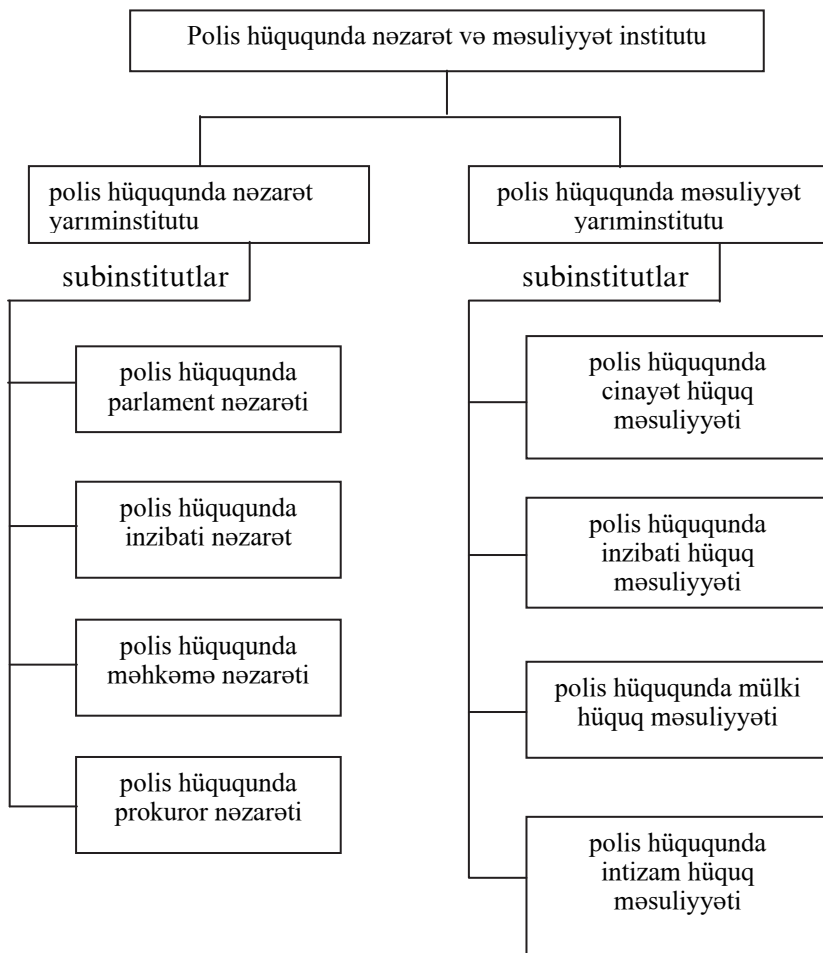 Polis hüququnda nəzarət və məsuliyyət institutu
polis hüququnda nəzarət
yarıminstitutu
subinstitutlar
polis hüququnda
parlament nəzarəti
polis hüququnda
inzibati nəzarət
polis hüququnda
məhkəmə nəzarəti
polis hüququnda
prokuror nəzarəti
polis hüququnda məsuliyyət
yarıminstitutu
subinstitutlar
polis hüququnda
cinayət hüquq
məsuliyyəti
polis hüququnda
inzibati hüquq
məsuliyyəti
polis hüququnda mülki
hüquq məsuliyyəti
polis hüququnda
intizam hüquq
məsuliyyəti